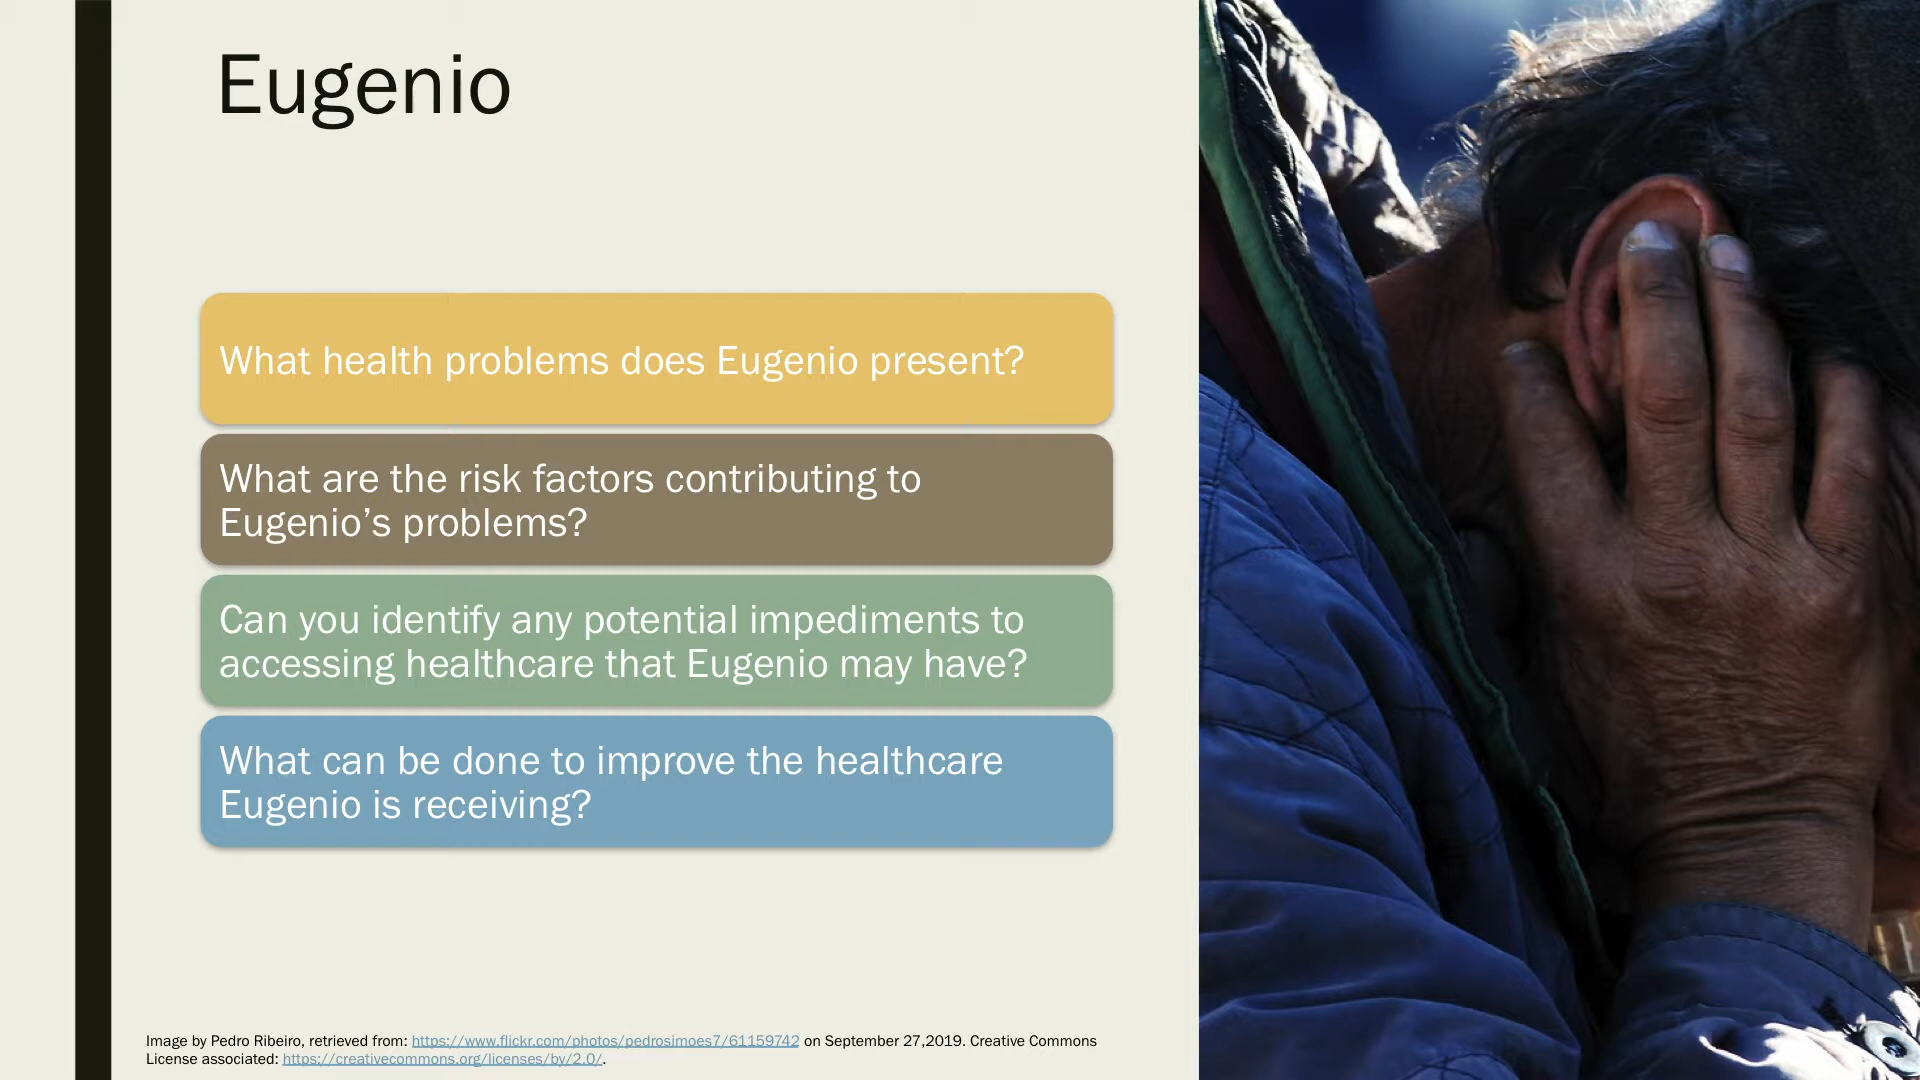 Eugenio
What health problems does Eugenio present?
What are the risk factors contributing to
Eugenio’s problems?
Can you identify any potential impediments to
accessing healthcare that Eugenio may have?
What can be done to improve the healthcare
Eugenio is receiving?
Image by Pedro Ribeiro, retrieved from: https://www.flickr.com/photos/pedrosimoes7/61159742 on September 27,2019. Creative Commons
License associated: https://creativecommons.org/licenses/by/2.0/.